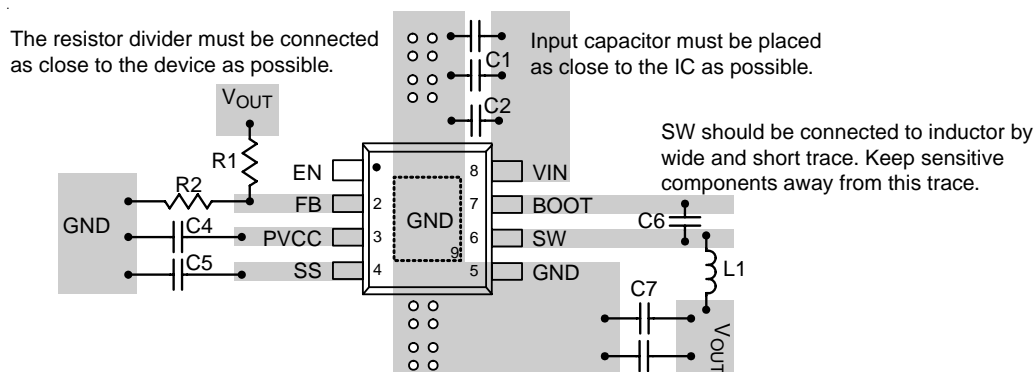 The resistor divider must be connected
as close to the device as possible.
Input capacitor must be placed
as close to the IC as possible.
C1
C2
VOUT
R1
SW should be connected to inductor by
wide and short trace. Keep sensitive
components away from this trace.
EN
8
VIN
R2
FB
2
7
BOOT
GND
GND
C6
C4
PVCC
3
6
SW
9
C5
SS
4
5
GND
L1
C7
VOUT